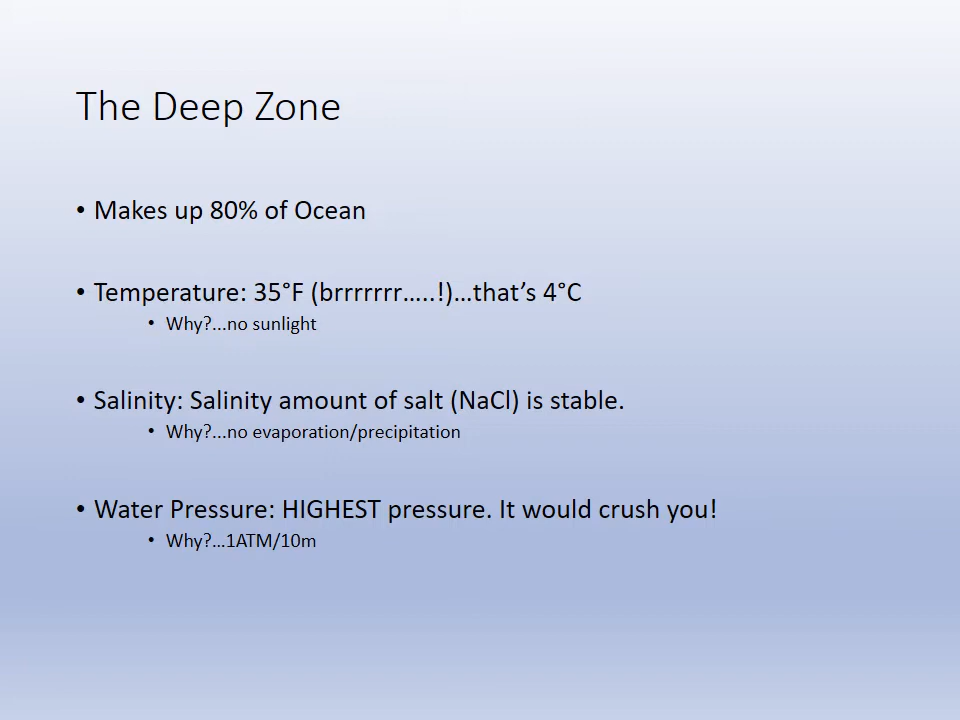 The Deep Zone
• Makes up 80% of Ocean
• Temperature: 35°F (brrrrrrr.....!)...that's 4°C
• Why?...no sunlight
• Salinity: Salinity amount of salt (NaCl) is stable.
• Why?...no evaporation/precipitation
• Water Pressure: HIGHEST pressure. It would crush you!
• Why?...1ATM/10m